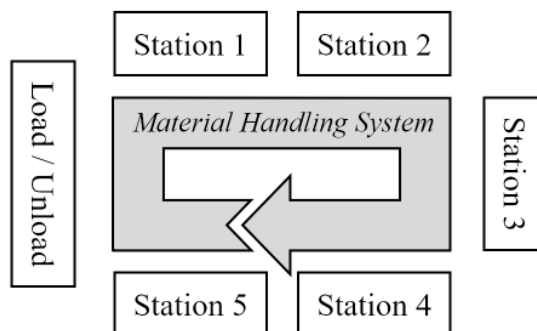 Station 1
Station 2
Load / Unload
Material Handling System
Station 3
Station 5
Station 4